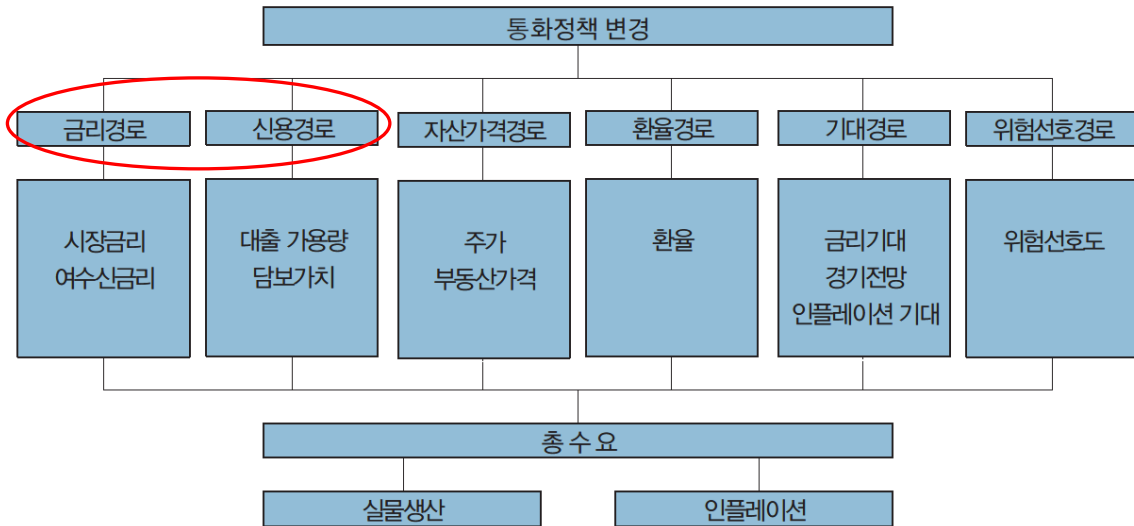 통화정책 변경
금리경로
신용경로
자산가격경로
환율경로
기대경로
위험선호경로
시장금리
여수신금리
대출 가용량
담보가치
주가
부동산가격
환율
금리기대
경기전망
인플레이션 기대
위험선호도
총 수 요
실물생산
인플레이션